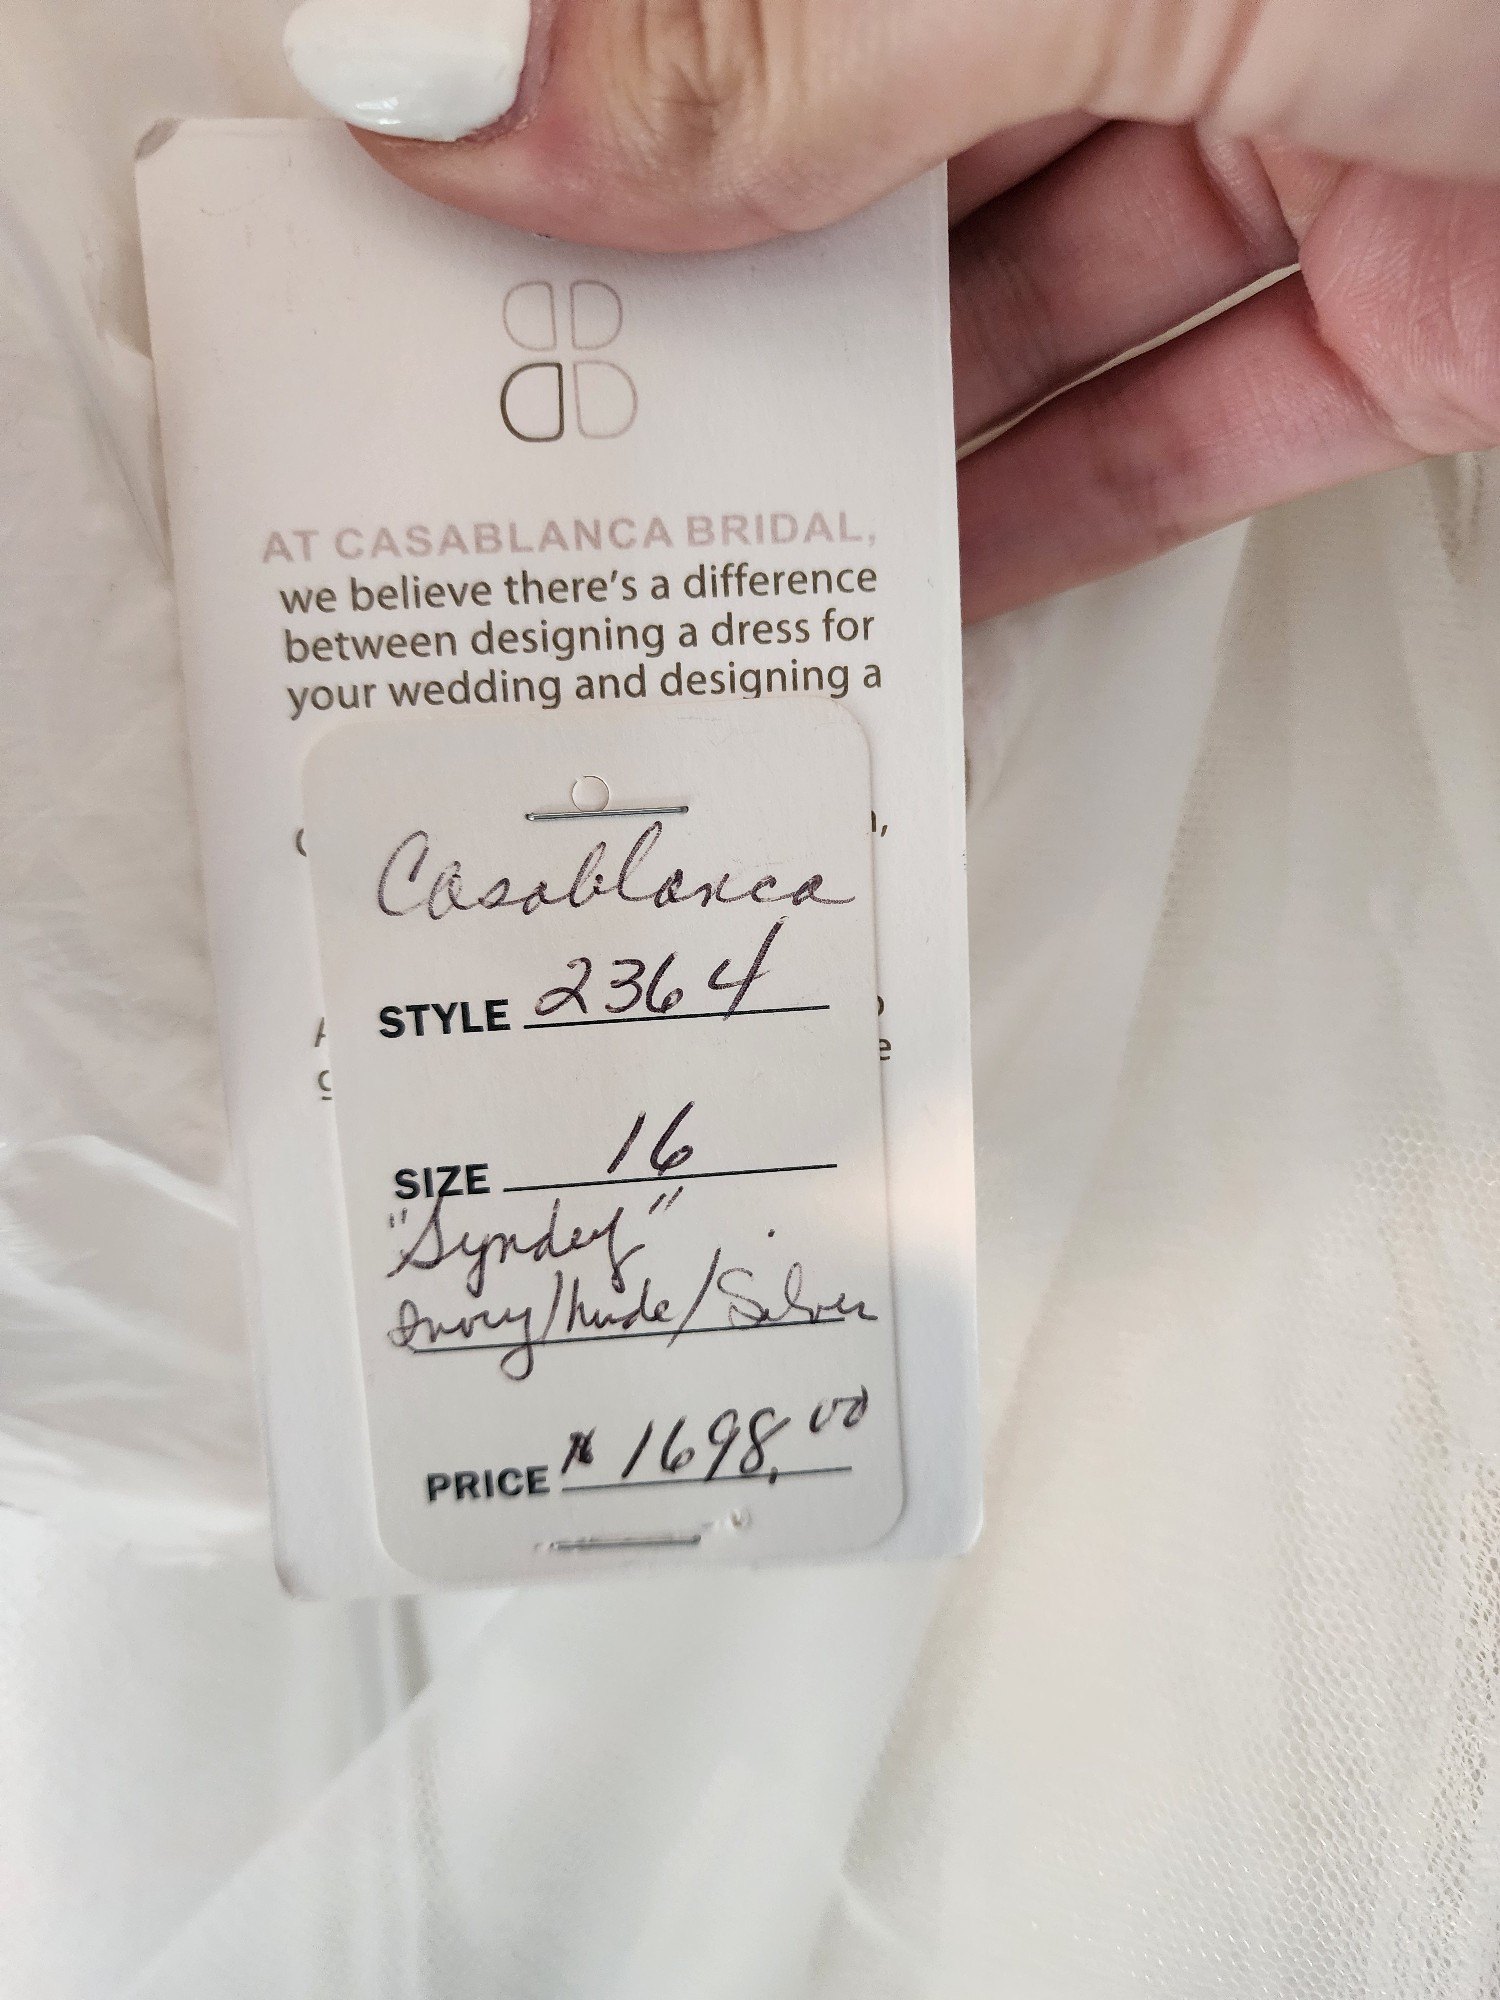 AT CASABLANCA BRIDAL,
we believe there's a difference
between designing a dress for
your wedding and designing a
Casablanca
STYLE 2364
SIZE 16
"Syndey"
Ivory/Nude/Silver
PRICE $1698.00